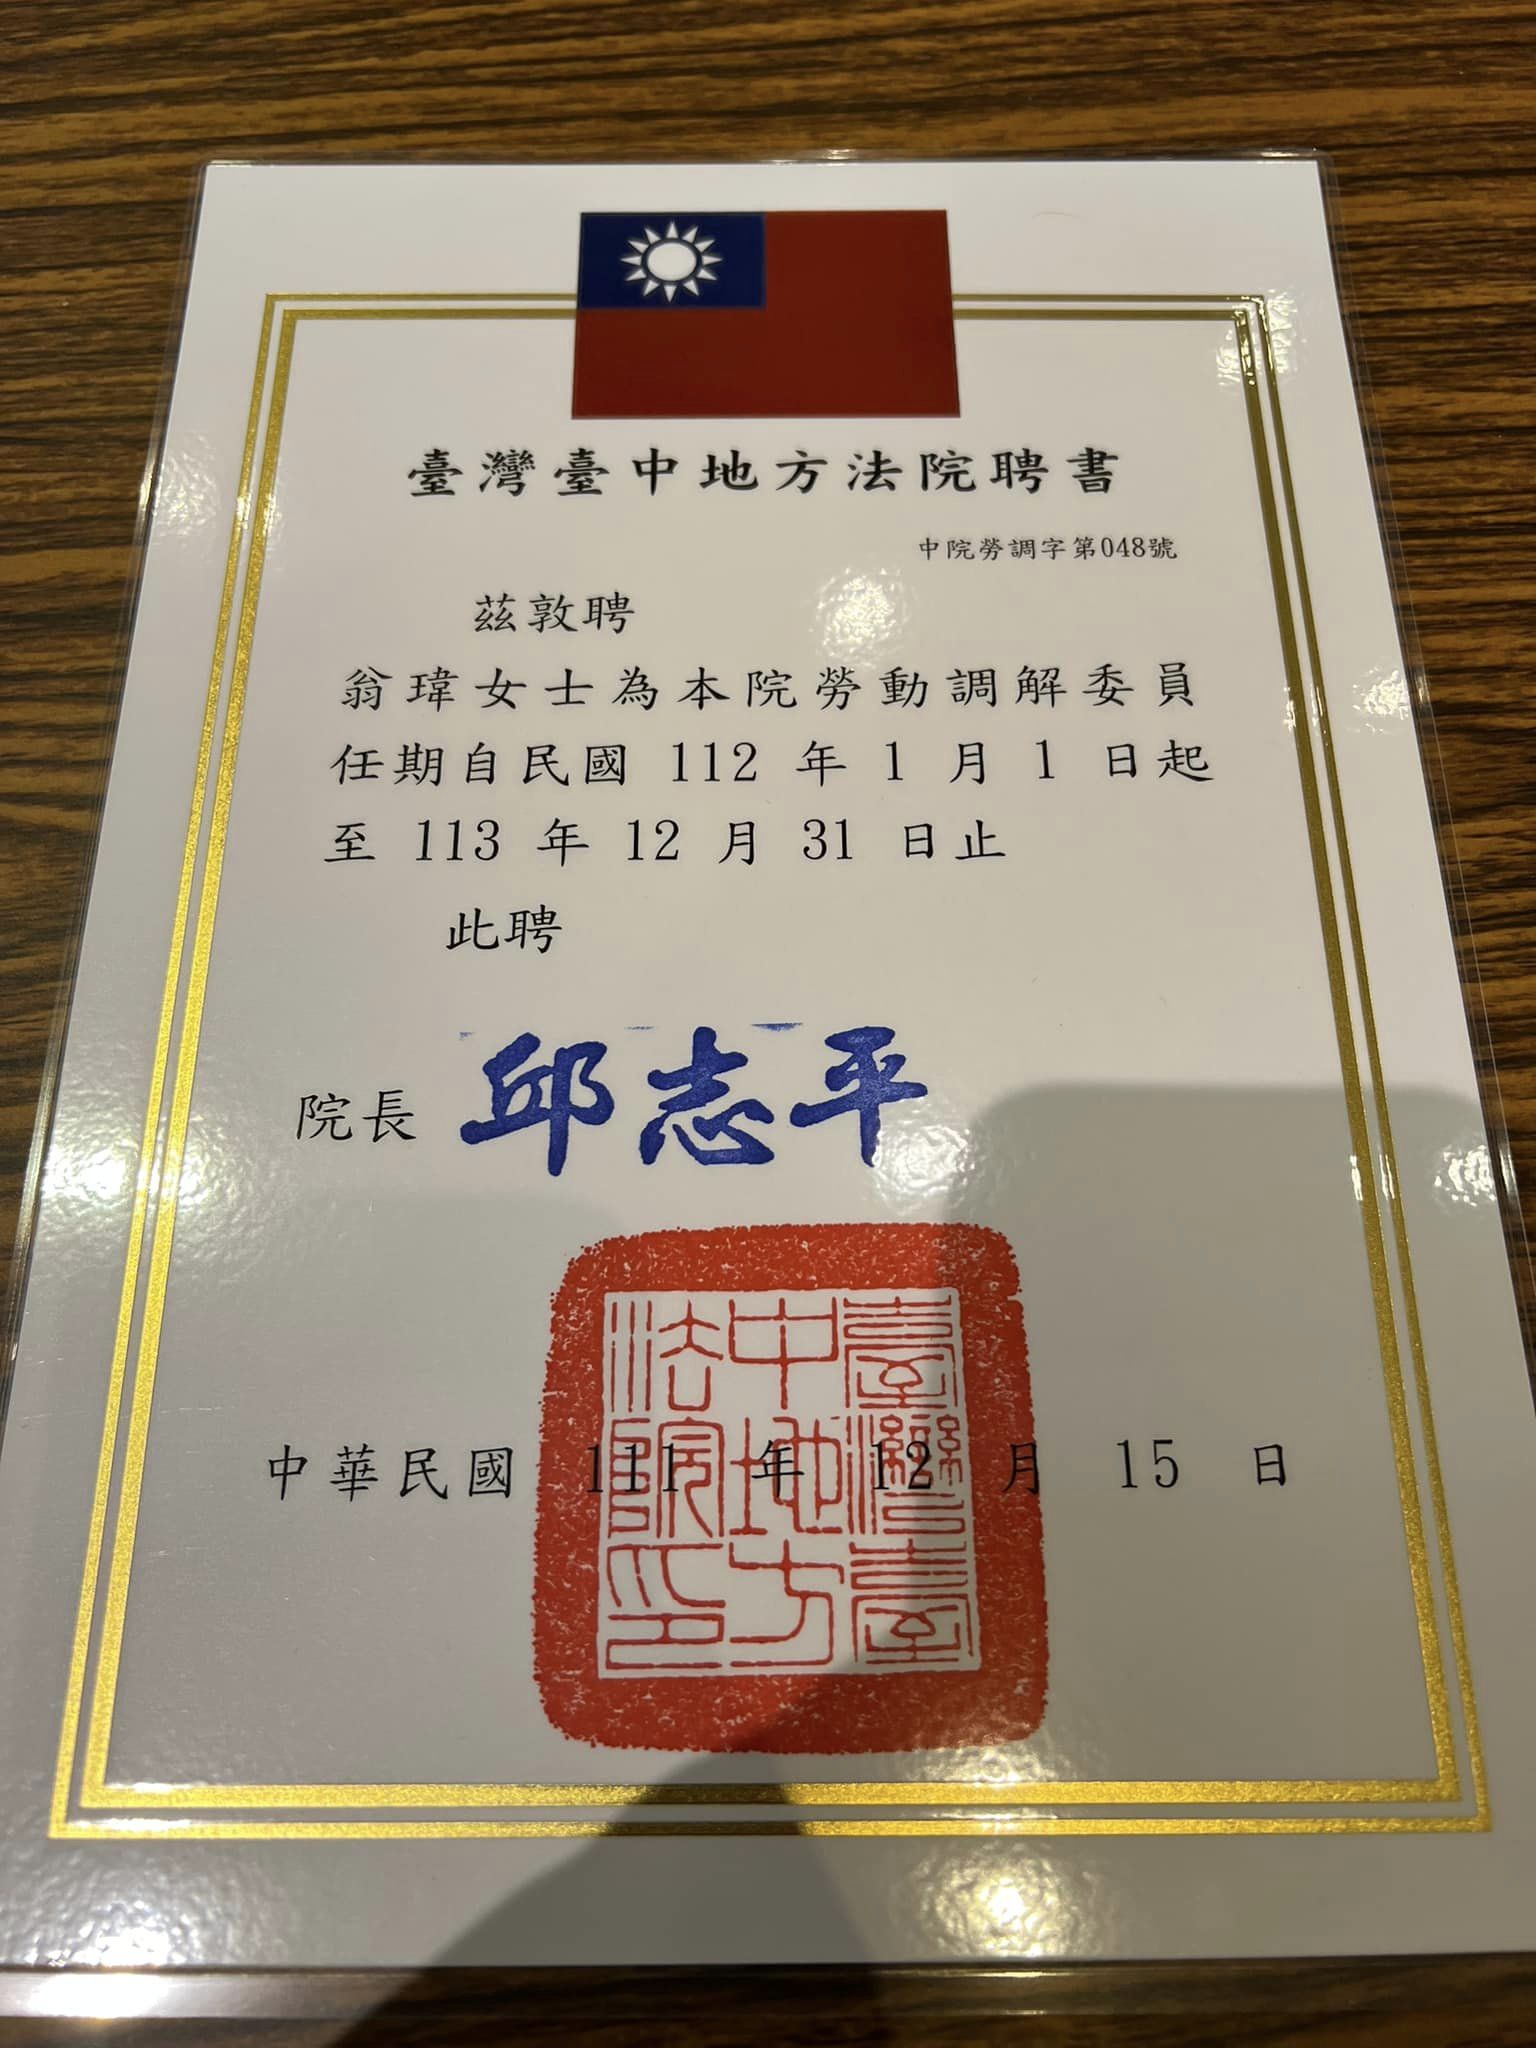 臺灣臺中地方法院聘書
中院勞調字第048號
茲敦聘
翁瑋女士為本院勞動調解委員
任期自民國 112 年 1 月 1 日起
至 113 年 12 月 31 日止
此聘
院長 邱志平
中華民國 111 年 12 月 15 日
臺灣臺
中地方
法院印